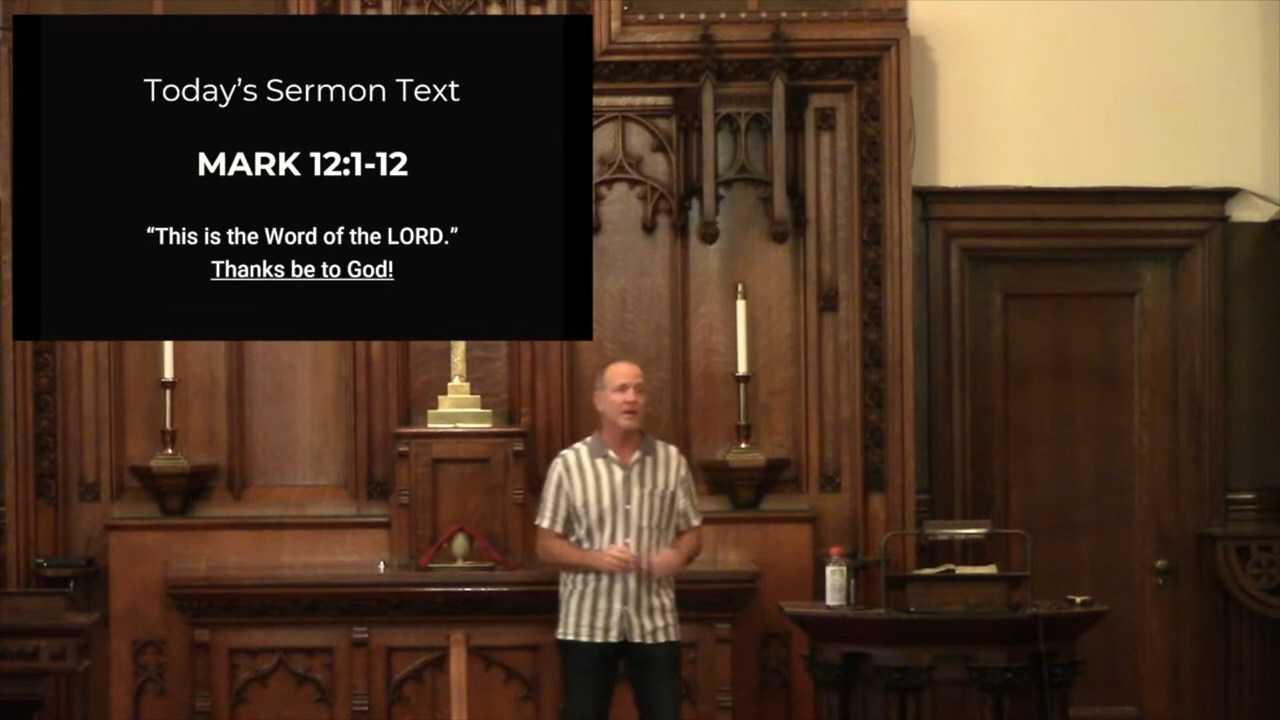 Today’s Sermon Text
MARK 12:1-12
“This is the Word of the LORD.”
Thanks be to God!